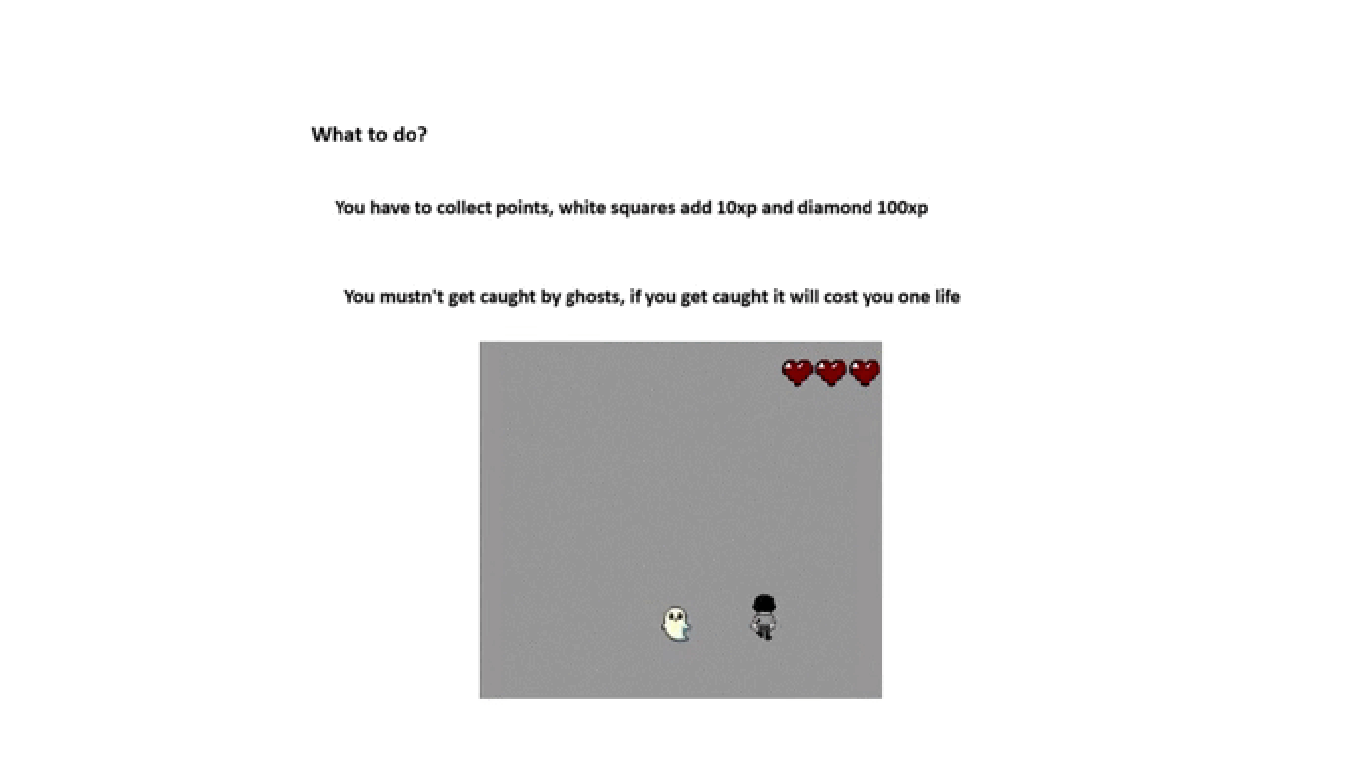 What to do?
You have to collect points, white squares add 10xp and diamond 100xp
You mustn't get caught by ghosts, if you get caught it will cost you one life